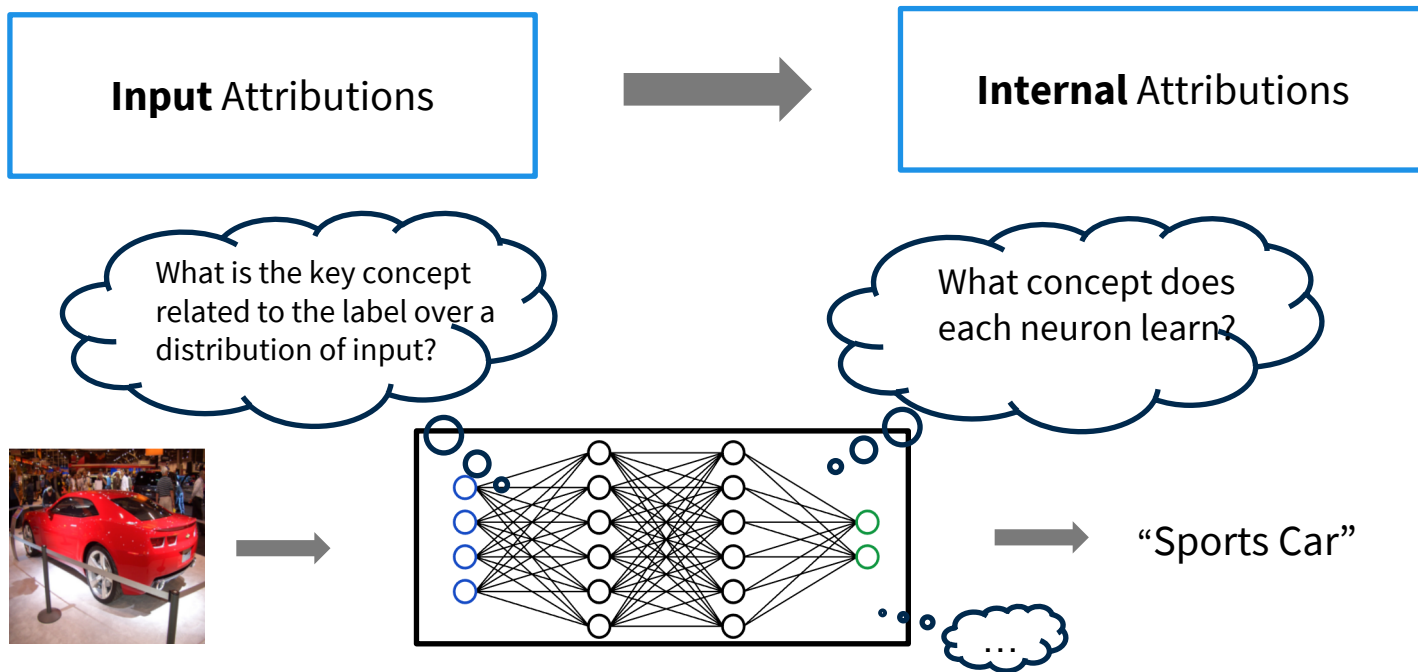 Input Attributions
Internal Attributions
What is the key concept
related to the label over a
distribution of input?
What concept does
each neuron learn?
“Sports Car”
...